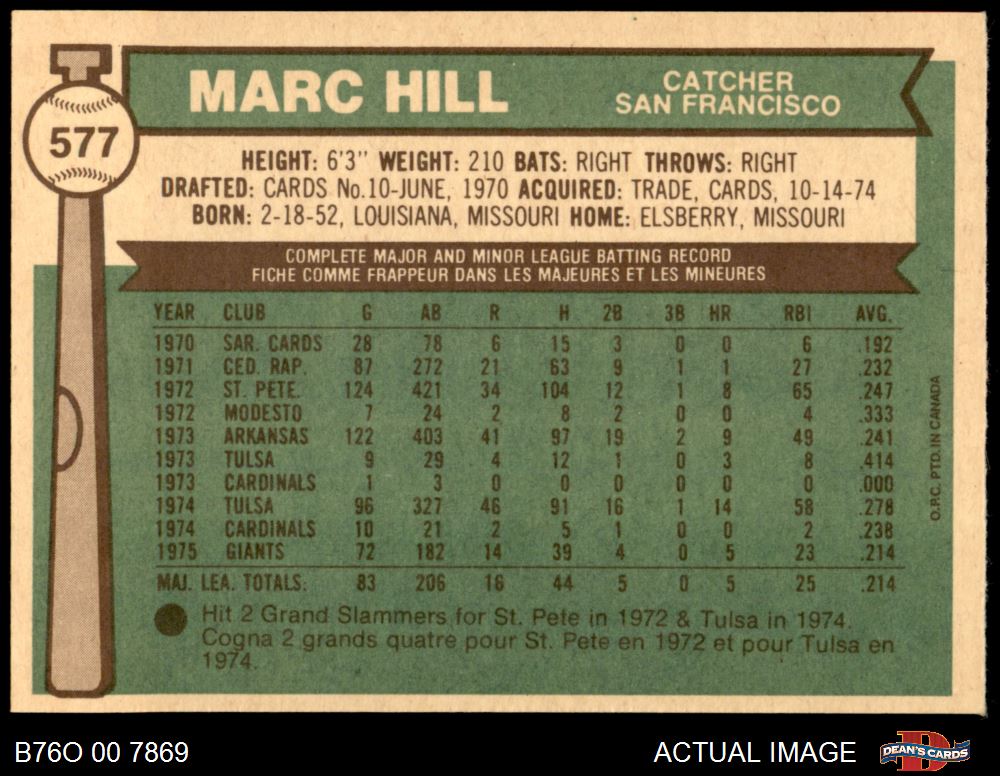 577
MARC HILL
CATCHER
SAN FRANCISCO
HEIGHT: 6'3" WEIGHT: 210 BATS: RIGHT THROWS: RIGHT
DRAFTED: CARDS No.10-JUNE, 1970 ACQUIRED: TRADE, CARDS, 10-14-74
BORN: 2-18-52, LOUISIANA, MISSOURI HOME: ELSBERRY, MISSOURI
COMPLETE MAJOR AND MINOR LEAGUE BATTING RECORD
FICHE COMME FRAPPEUR DANS LES MAJEURES ET LES MINEURES
YEAR CLUB G AB R H 2B 3B HR RBI AVG.
1970 SAR. CARDS 28 78 6 15 3 0 0 6 .192
1971 CED. RAP. 87 272 21 63 9 1 1 27 .232
1972 ST. PETE. 124 421 34 104 12 1 8 65 .247
1972 MODESTO 7 24 2 8 2 0 0 4 .333
1973 ARKANSAS 122 403 41 97 19 2 9 49 .241
1973 TULSA 9 29 4 12 1 0 3 8 .414
1973 CARDINALS 1 3 0 0 0 0 0 0 .000
1974 TULSA 96 327 46 91 16 1 14 58 .278
1974 CARDINALS 10 21 2 5 1 0 0 2 .238
1975 GIANTS 72 182 14 39 4 0 5 23 .214
MAJ. LEA. TOTALS: 83 206 16 44 5 0 5 25 .214
Hit 2 Grand Slammers for St. Pete in 1972 & Tulsa in 1974.
Cogna 2 grands quatre pour St. Pete en 1972 et pour Tulsa en
1974.
O.P.C. PTD. IN CANADA
B76O 00 7869
ACTUAL IMAGE
DEAN'S CARDS